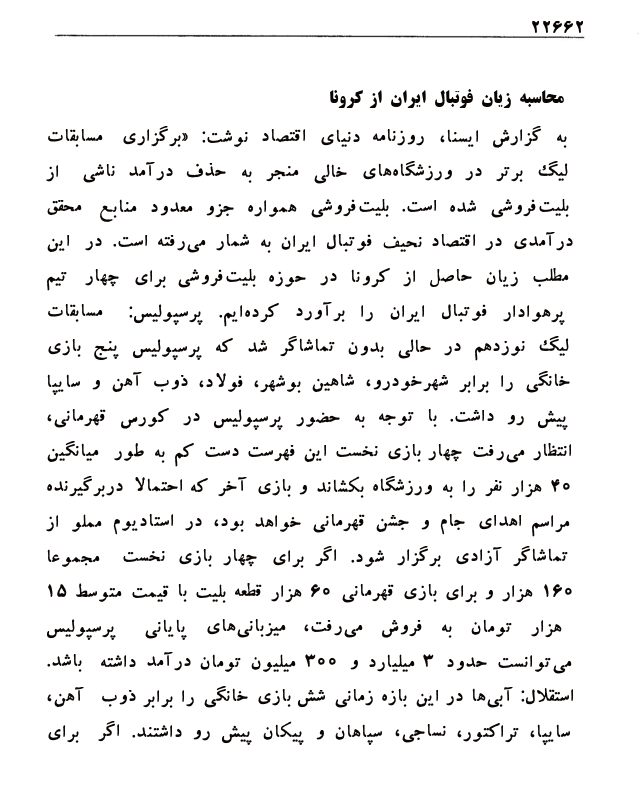 ۲۲۶۶۲
محاسبه زیان فوتبال ایران از کرونا
به گزارش ایسنا، روزنامه دنیای اقتصاد نوشت: «برگزاری مسابقات
لیگ برتر در ورزشگاه‌های خالی منجر به حذف درآمد ناشی از
بلیت‌فروشی شده است. بلیت‌فروشی همواره جزو معدود منابع محقق
درآمدی در اقتصاد نحیف فوتبال ایران به شمار می‌رفته است. در این
مطلب زیان حاصل از کرونا در حوزه بلیت‌فروشی برای چهار تیم
پرهوادار فوتبال ایران را برآورد کرده‌ایم. پرسپولیس: مسابقات
لیگ نوزدهم در حالی بدون تماشاگر شد که پرسپولیس پنج بازی
خانگی را برابر شهرخودرو، شاهین بوشهر، فولاد، ذوب آهن و سایپا
پیش رو داشت. با توجه به حضور پرسپولیس در کورس قهرمانی،
انتظار می‌رفت چهار بازی نخست این فهرست دست کم به طور میانگین
۴۰ هزار نفر را به ورزشگاه بکشاند و بازی آخر که احتمالا دربرگیرنده
مراسم اهدای جام و جشن قهرمانی خواهد بود، در استادیوم مملو از
تماشاگر آزادی برگزار شود. اگر برای چهار بازی نخست مجموعا
۱۶۰ هزار و برای بازی قهرمانی ۶۰ هزار قطعه بلیت با قیمت متوسط ۱۵
هزار تومان به فروش می‌رفت، میزبانی‌های پایانی پرسپولیس
می‌توانست حدود ۳ میلیارد و ۳۰۰ میلیون تومان درآمد داشته باشد.
استقلال: آبی‌ها در این بازه زمانی شش بازی خانگی را برابر ذوب آهن،
سایپا، تراکتور، نساجی، سپاهان و پیکان پیش رو داشتند. اگر برای